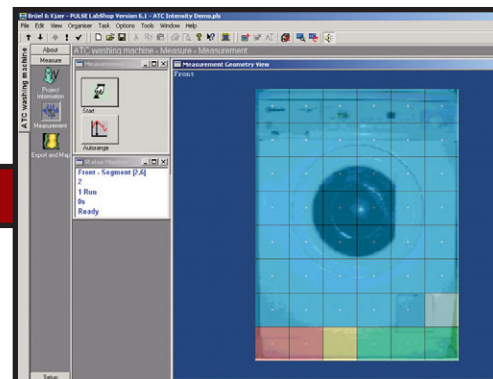 Brüel & Kjær - PULSE LabShop Version 6.1 - ATC Intensity Demo.pls
File Edit View Organiser Task Options Tools Window Help
ATC washing machine
About
Measure
Project
Information
Measurement
Export and Map
Setup
ATC washing machine - Measure - Measurement
Measurement
Start
Autorange
Status Monitor
Front - Segment [2,6]
2
1 Run
0s
Ready
Measurement Geometry View
Front